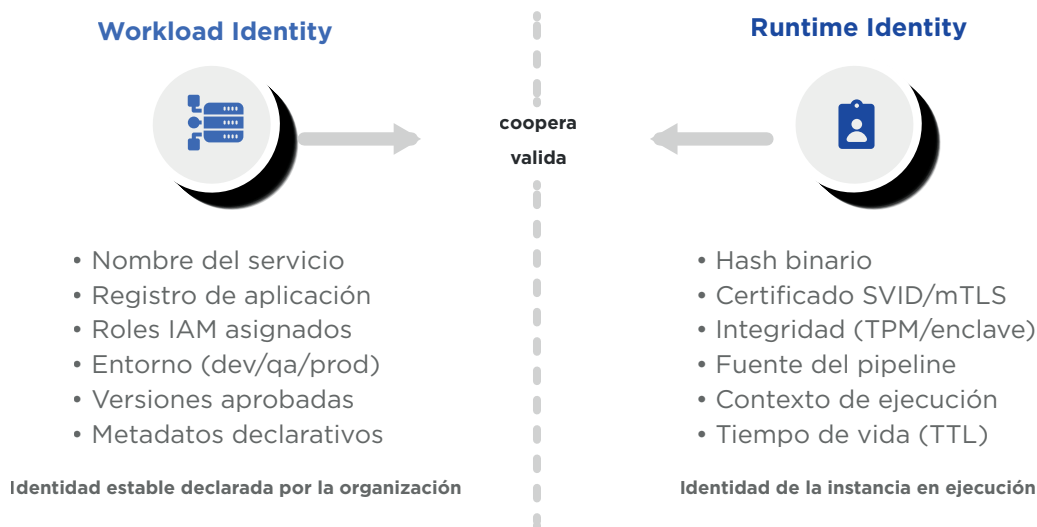 Workload Identity
• Nombre del servicio
• Registro de aplicación
• Roles IAM asignados
• Entorno (dev/qa/prod)
• Versiones aprobadas
• Metadatos declarativos
Identidad estable declarada por la organización
coopera
valida
Runtime Identity
• Hash binario
• Certificado SVID/mTLS
• Integridad (TPM/enclave)
• Fuente del pipeline
• Contexto de ejecución
• Tiempo de vida (TTL)
Identidad de la instancia en ejecución